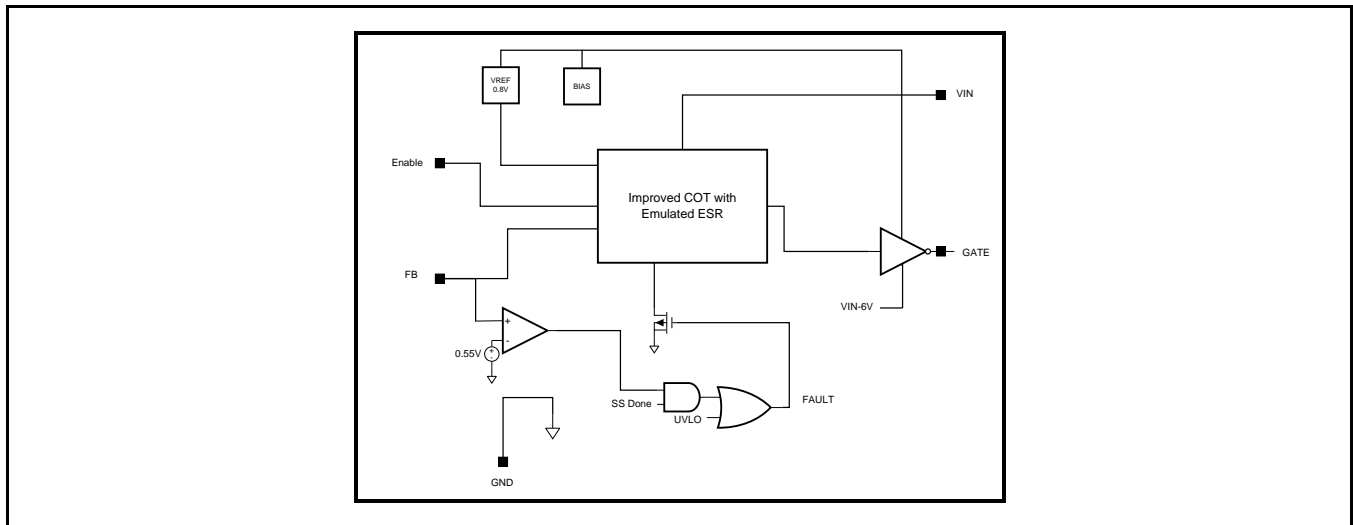 VREF
0.8V
BIAS
VIN
Enable
Improved COT with
Emulated ESR
GATE
FB
VIN-6V
+
-
0.55V
+
-
SS Done
UVLO
FAULT
GND